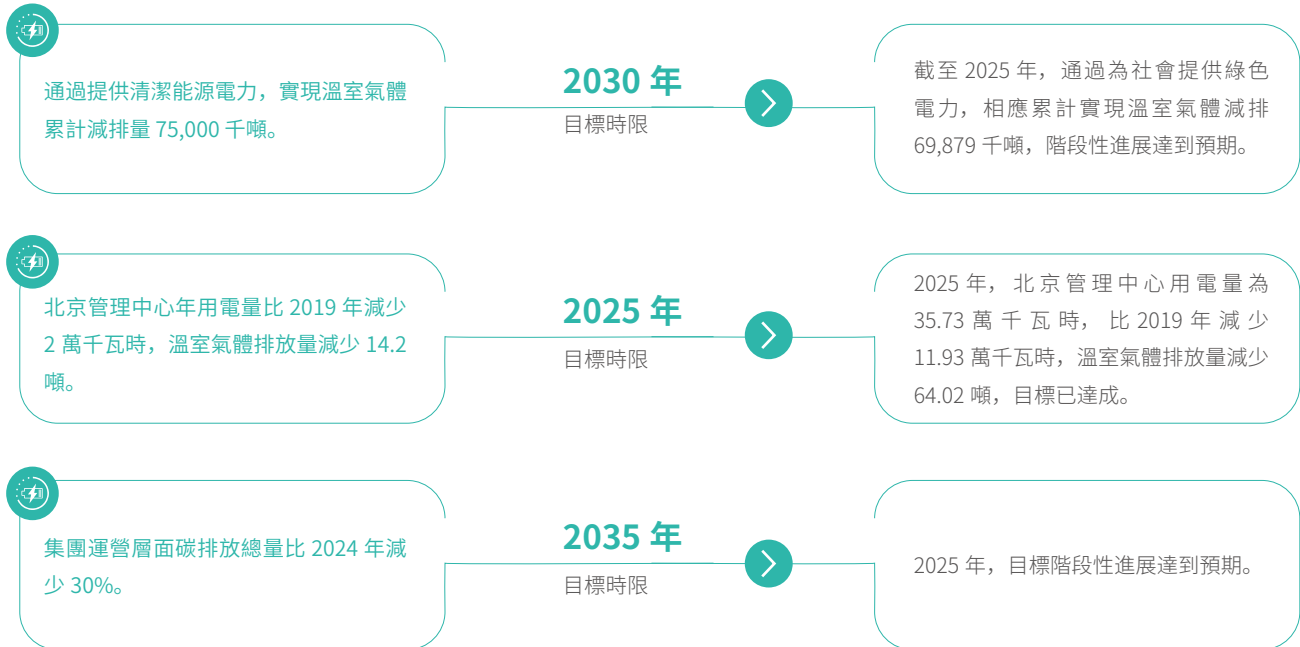 通過提供清潔能源電力，實現溫室氣體
累計減排量 75,000 千噸。
2030 年
目標時限
截至 2025 年，通過為社會提供綠色
電力，相應累計實現溫室氣體減排
69,879 千噸，階段性進展達到預期。
北京管理中心年用電量比 2019 年減少
2 萬千瓦時，溫室氣體排放量減少 14.2
噸。
2025 年
目標時限
2025 年，北京管理中心用電量為
35.73 萬千瓦時，比 2019 年減少
11.93 萬千瓦時，溫室氣體排放量減少
64.02 噸，目標已達成。
集團運營層面碳排放總量比 2024 年減
少 30%。
2035 年
目標時限
2025 年，目標階段性進展達到預期。